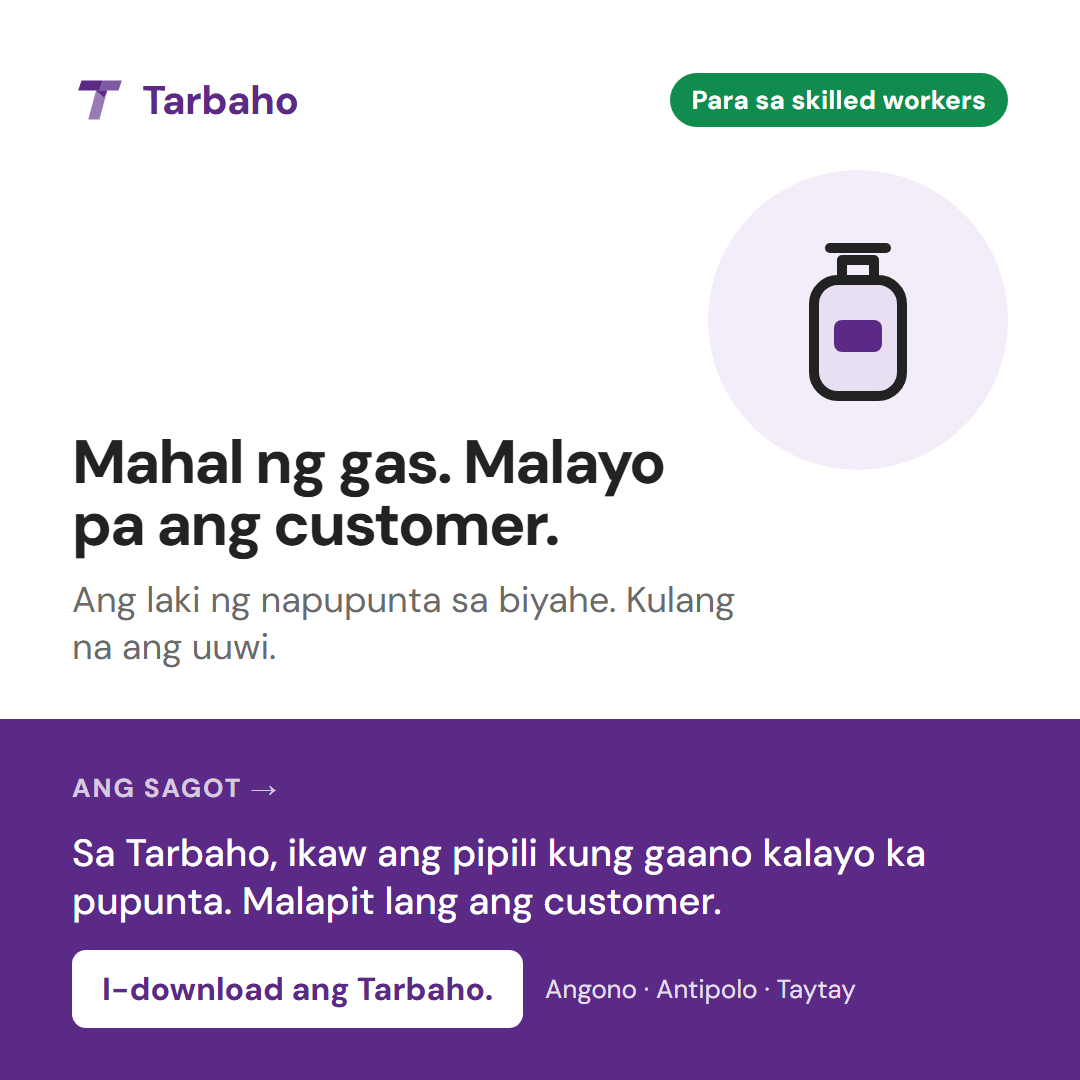 Tarbaho
Para sa skilled workers
Mahal ng gas. Malayo
pa ang customer.
Ang laki ng napupunta sa biyahe. Kulang
na ang uuwi.
ANG SAGOT →
Sa Tarbaho, ikaw ang pipili kung gaano kalayo ka
pupunta. Malapit lang ang customer.
I-download ang Tarbaho.
Angono · Antipolo · Taytay